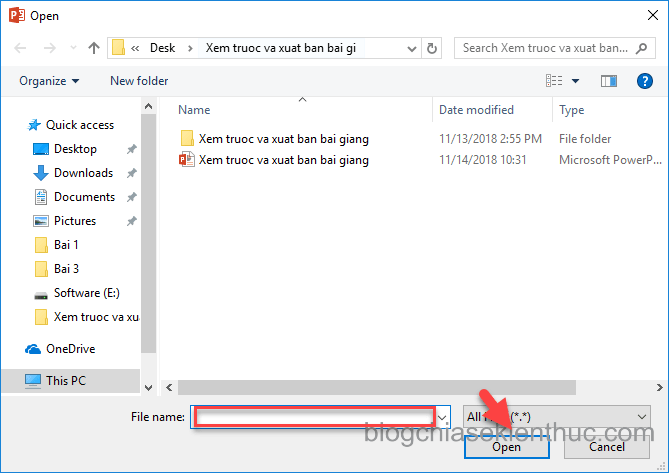 Open
Desk
Xem truoc va xuat ban bai gi
Search Xem truoc va xuat ban...
Organize
New folder
Name
Date modified
Type
Quick access
Desktop
Downloads
Documents
Pictures
Bai 1
Bai 3
Software (E:)
Xem truoc va xu
OneDrive
This PC
Xem truoc va xuat ban bai giang
11/13/2018 2:55 PM
File folder
Xem truoc va xuat ban bai giang
11/14/2018 10:31
Microsoft PowerP...
File name:
All (*.*)
blogchiasekienthuc.com
Open
Cancel